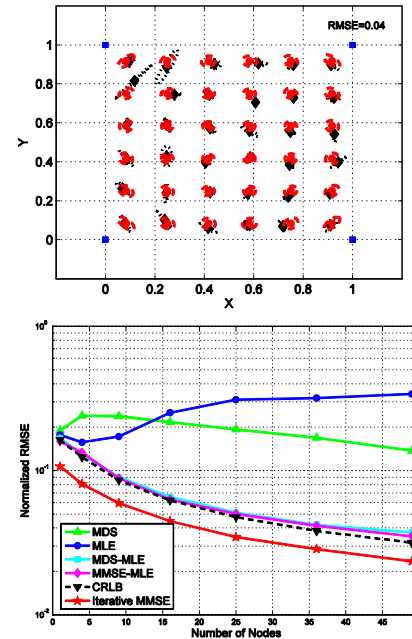 RMSE=0.04
1
0.8
0.6
0.4
0.2
0
Y
0 0.2 0.4 0.6 0.8 1
X
10^0
10^-1
10^-2
Normalized RMSE
MDS
MLE
MDS-MLE
MMSE-MLE
CRLB
Iterative MMSE
5 10 15 20 25 30 35 40 45
Number of Nodes